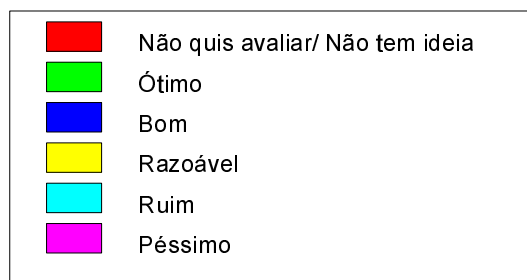 Não quis avaliar/ Não tem ideia
Ótimo
Bom
Razoável
Ruim
Péssimo